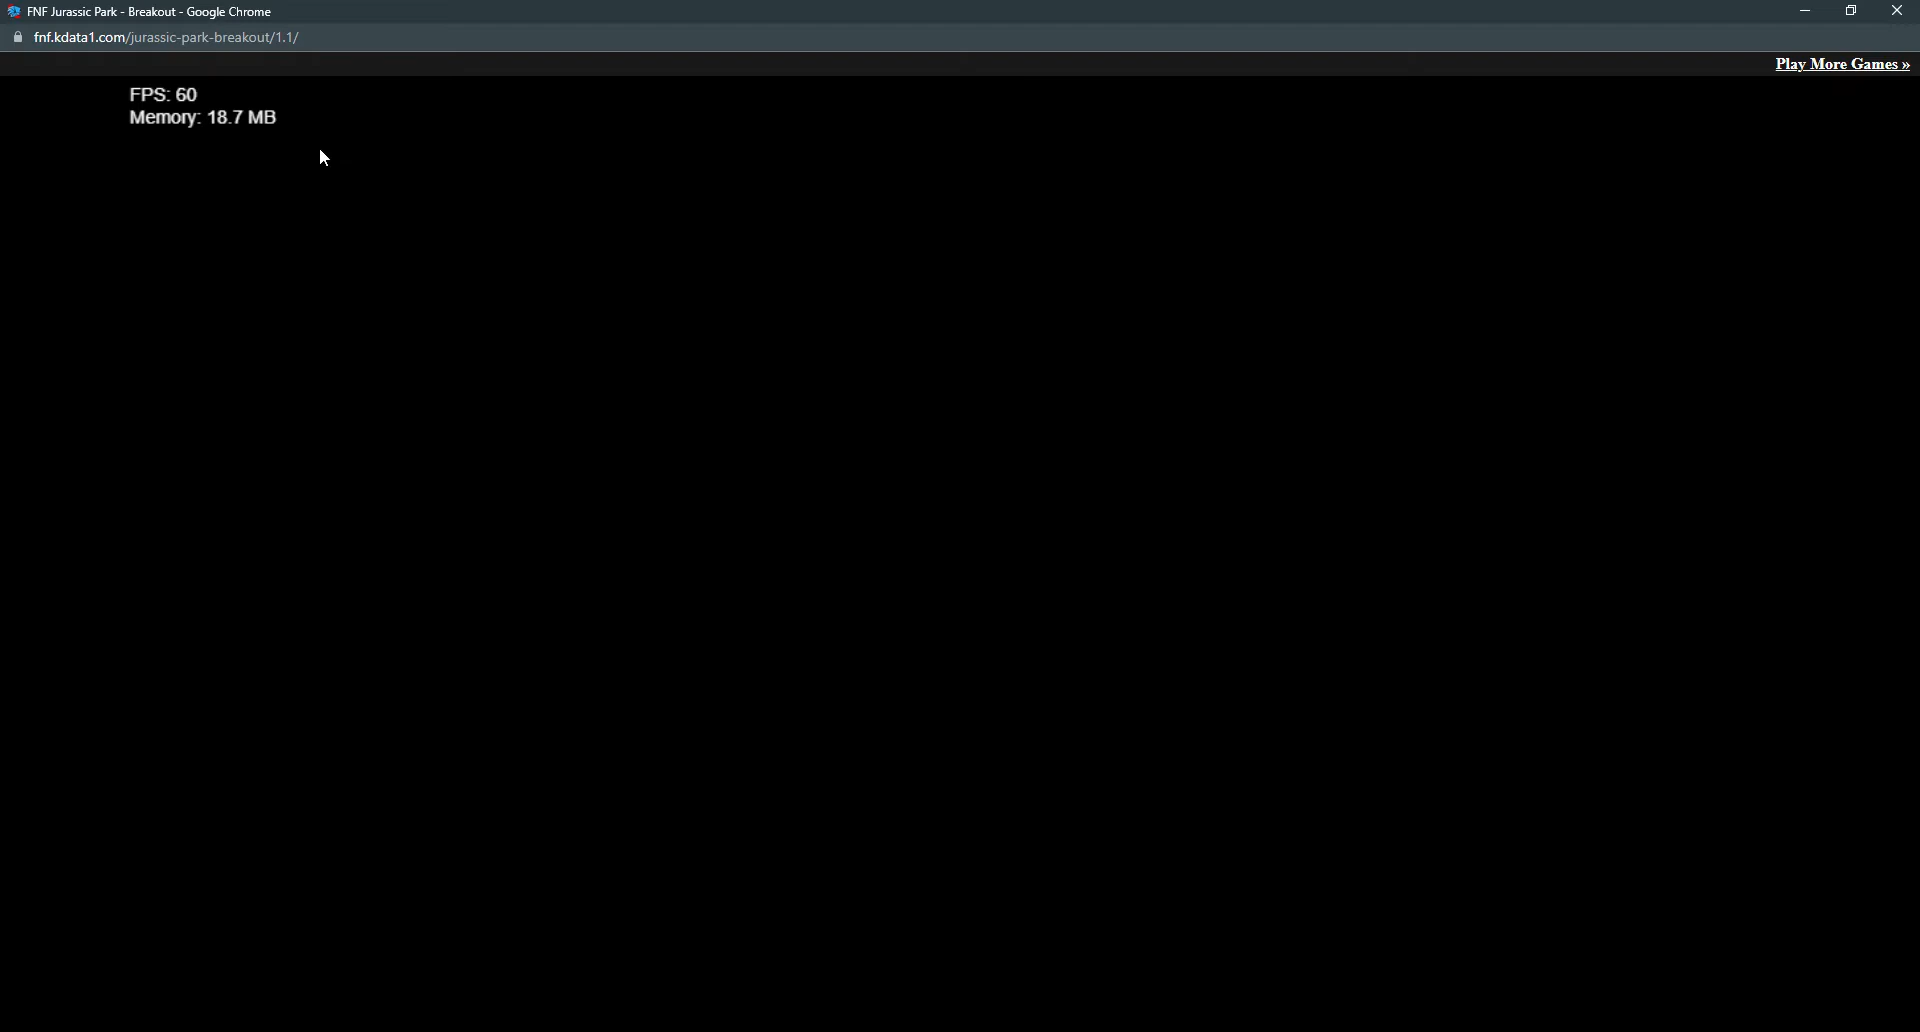 FNF Jurassic Park - Breakout - Google Chrome
fnf.kdata1.com/jurassic-park-breakout/1.1/
Play More Games »
FPS: 60
Memory: 18.7 MB